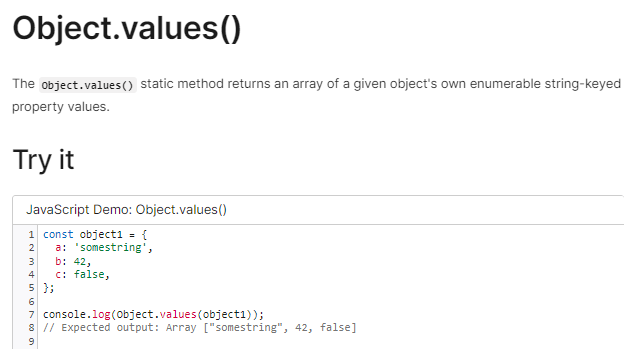 Object.values()
The Object.values() static method returns an array of a given object's own enumerable string-keyed
property values.
Try it
JavaScript Demo: Object.values()
1 const object1 = {
2   a: 'somestring',
3   b: 42,
4   c: false,
5 };
6
7 console.log(Object.values(object1));
8 // Expected output: Array ["somestring", 42, false]
9